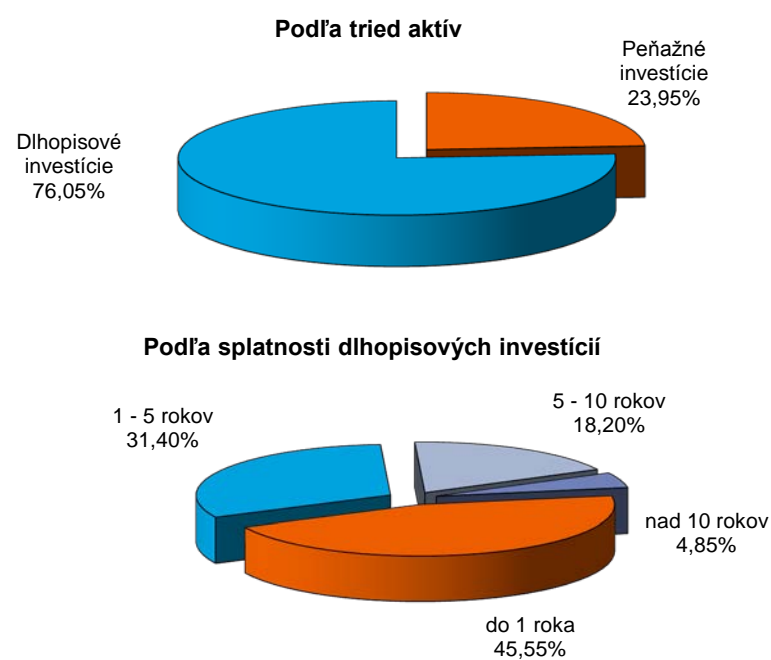 Podľa tried aktív
Peňažné
investície
23,95%
Dlhopisové
investície
76,05%
Podľa splatnosti dlhopisových investícií
5 - 10 rokov
18,20%
1 - 5 rokov
31,40%
nad 10 rokov
4,85%
do 1 roka
45,55%